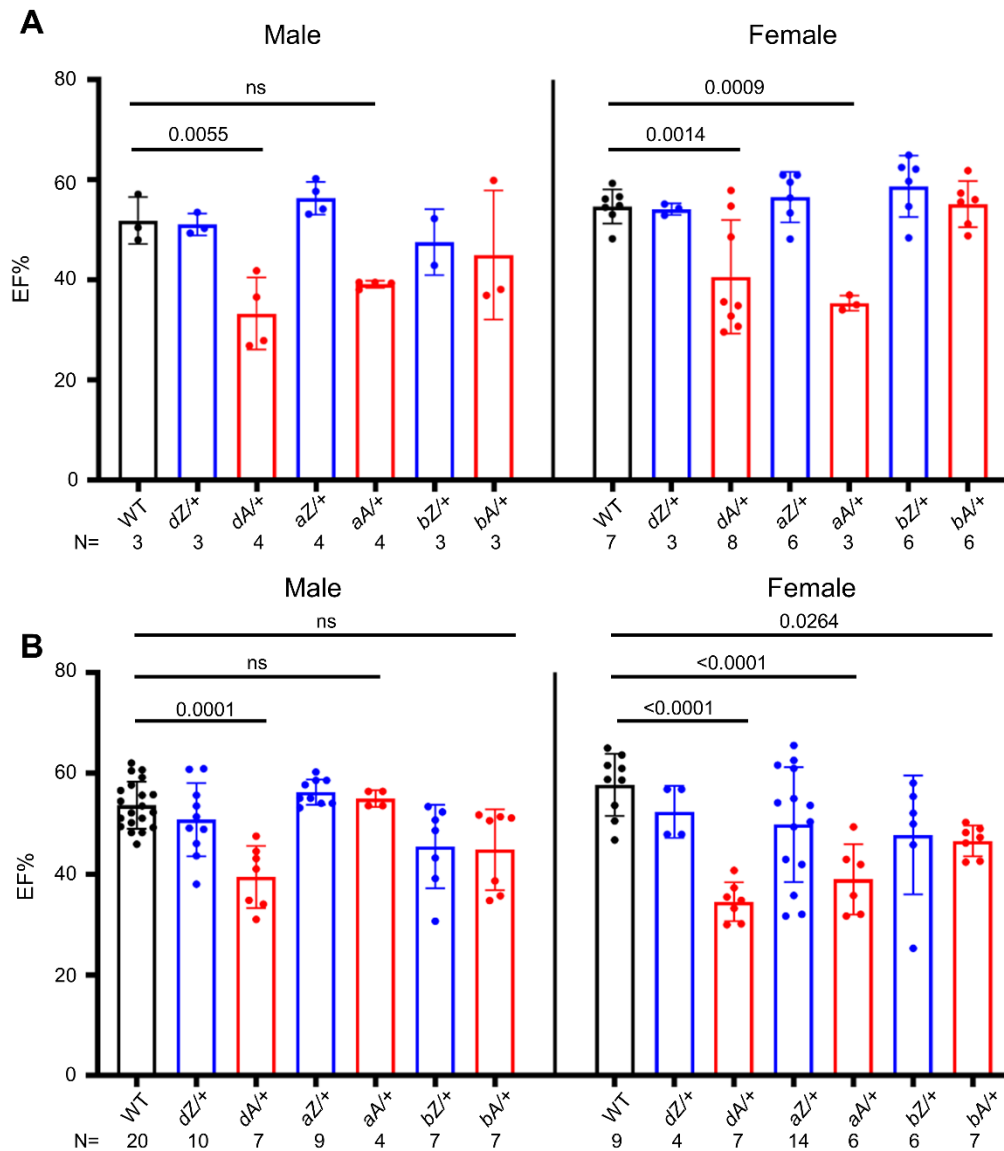 A
Male Female
80
60
40
20
0
EF%
ns
0.0055
0.0009
0.0014
WT dZ/+ dA/+ aZ/+ aA/+ bZ/+ bA/+ WT dZ/+ dA/+ aZ/+ aA/+ bZ/+ bA/+
N= 3 3 4 4 4 3 3 7 3 8 6 3 6 6
B
Male Female
80
60
40
20
0
EF%
ns
ns
0.0001
0.0264
<0.0001
<0.0001
WT dZ/+ dA/+ aZ/+ aA/+ bZ/+ bA/+ WT dZ/+ dA/+ aZ/+ aA/+ bZ/+ bA/+
N= 20 10 7 9 4 7 7 9 4 7 14 6 6 7